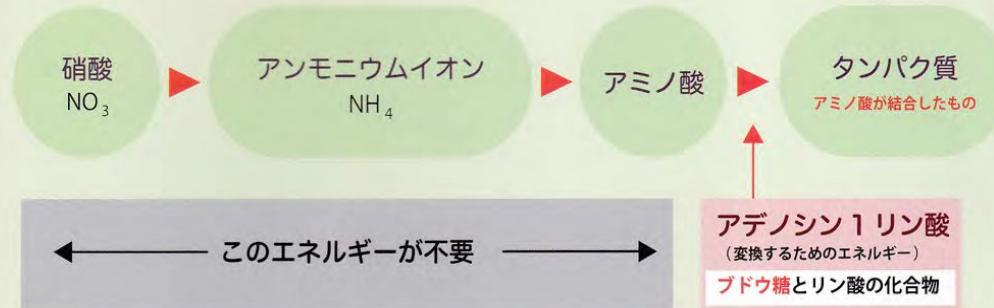 硝酸
NO₃
アンモニウムイオン
NH₄
アミノ酸
タンパク質
アミノ酸が結合したもの
このエネルギーが不要
アデノシン1リン酸
(変換するためのエネルギー)
ブドウ糖とリン酸の化合物